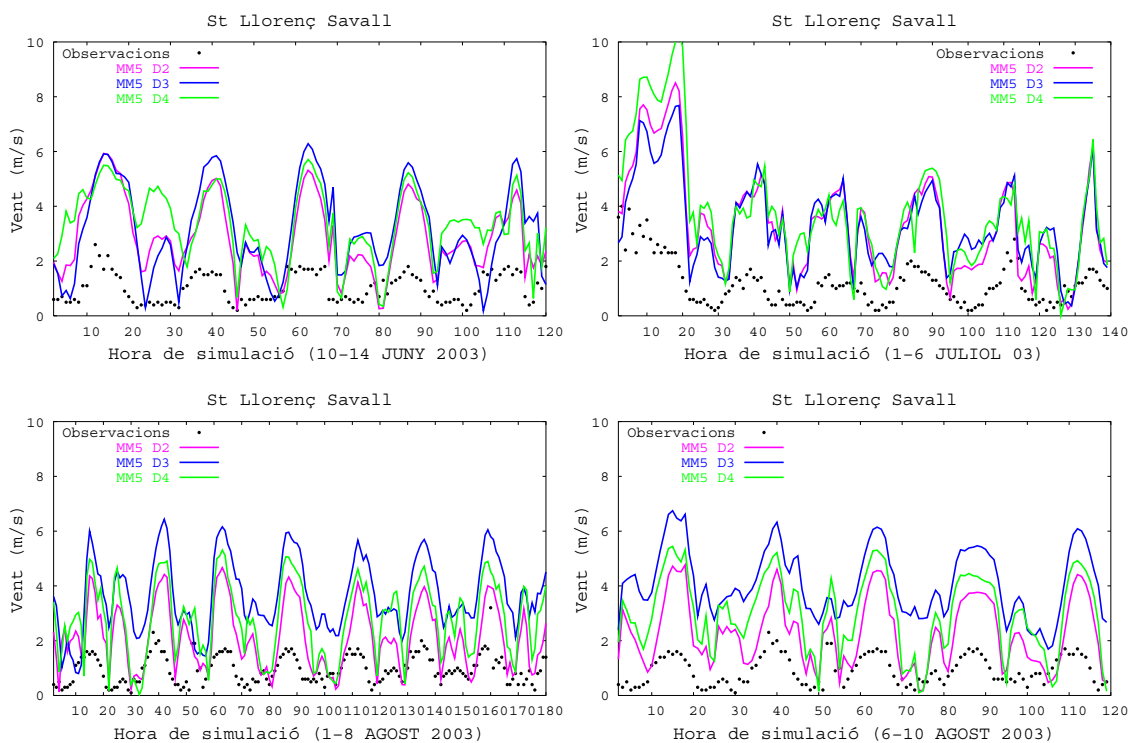 St Llorenç Savall
10
8
6
4
2
0
Vent (m/s)
Observacions
MM5 D2
MM5 D3
MM5 D4
10 20 30 40 50 60 70 80 90 100 110 120
Hora de simulació (10-14 JUNY 2003)
St Llorenç Savall
10
8
6
4
2
0
Vent (m/s)
Observacions
MM5 D2
MM5 D3
MM5 D4
10 20 30 40 50 60 70 80 90 100 110 120 130 140
Hora de simulació (1-6 JULIOL 03)
St Llorenç Savall
10
8
6
4
2
0
Vent (m/s)
Observacions
MM5 D2
MM5 D3
MM5 D4
10 20 30 40 50 60 70 80 90 100 110 120 130 140 150 160 170 180
Hora de simulació (1-8 AGOST 2003)
St Llorenç Savall
10
8
6
4
2
0
Vent (m/s)
Observacions
MM5 D2
MM5 D3
MM5 D4
10 20 30 40 50 60 70 80 90 100 110 120
Hora de simulació (6-10 AGOST 2003)